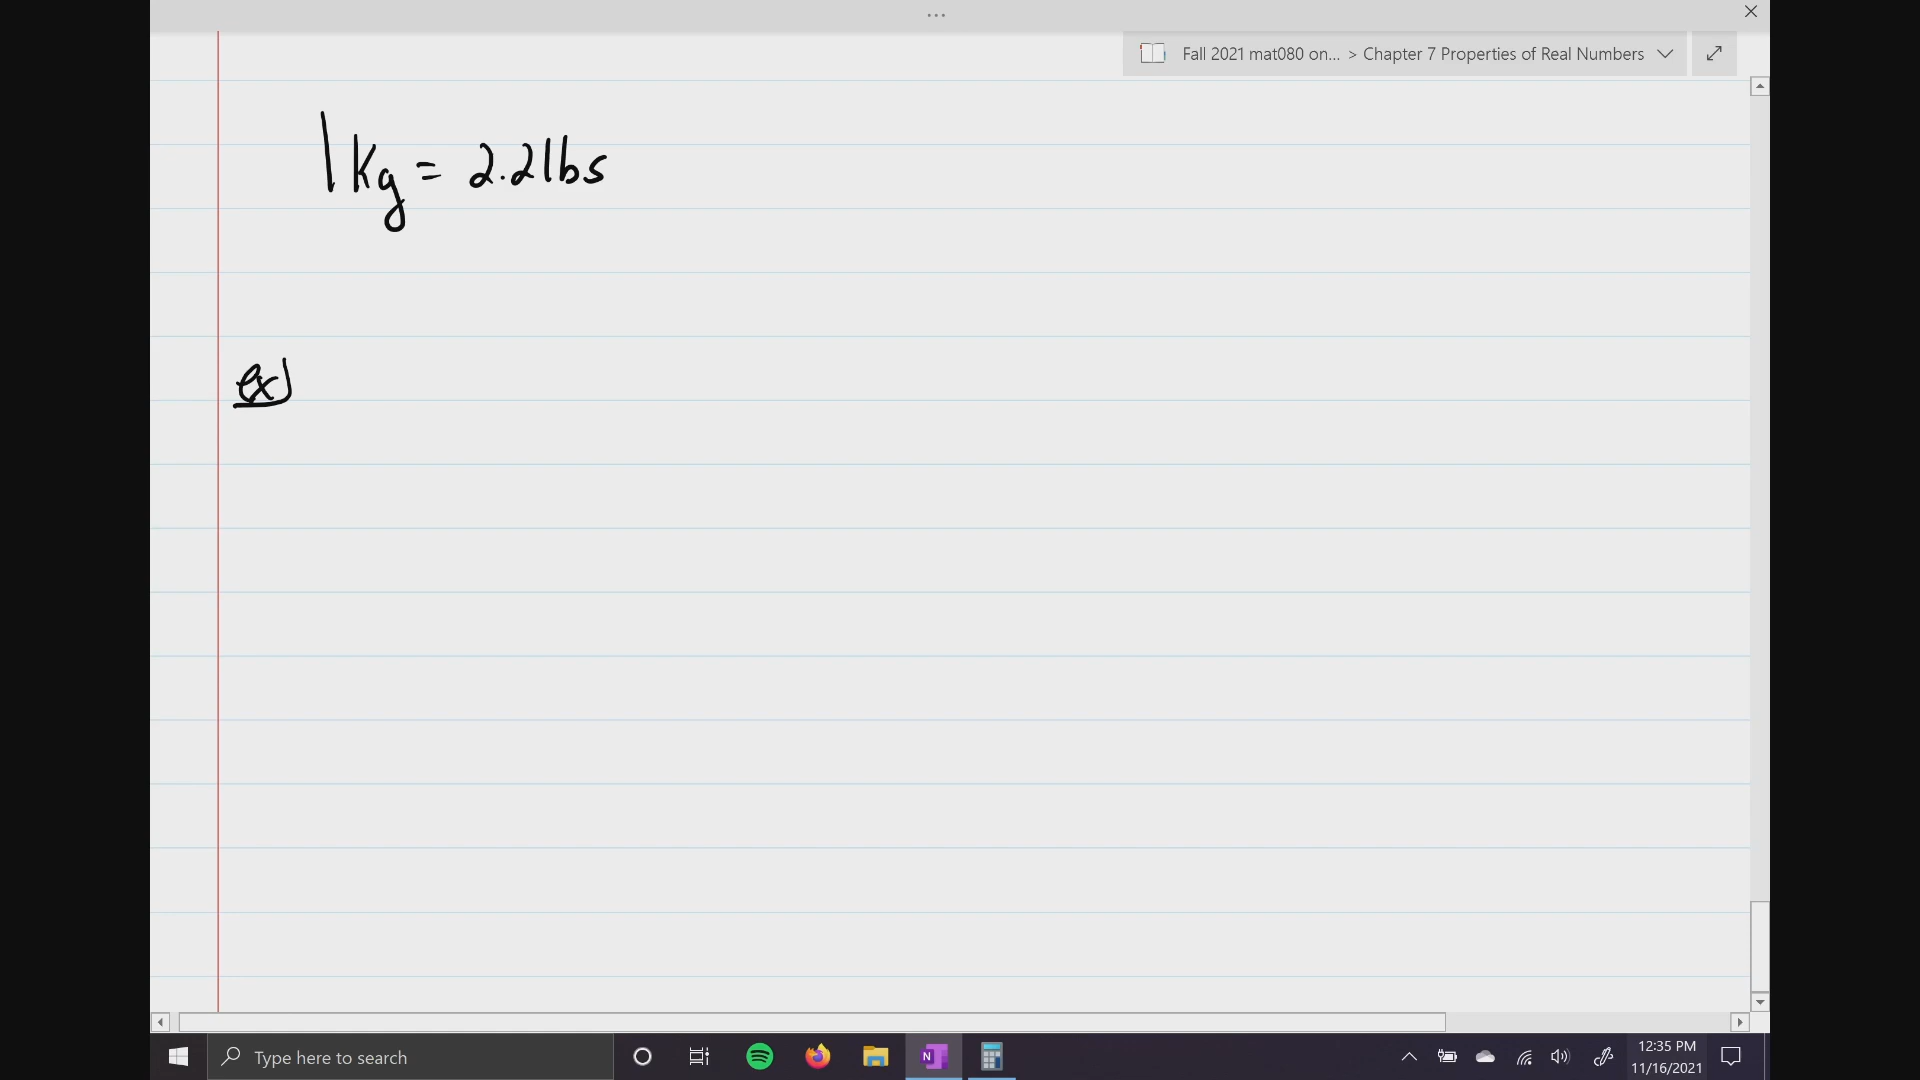 ...
Fall 2021 mat080 on... > Chapter 7 Properties of Real Numbers
1 kg = 2.2 lbs
ex)
Type here to search
N
12:35 PM
11/16/2021